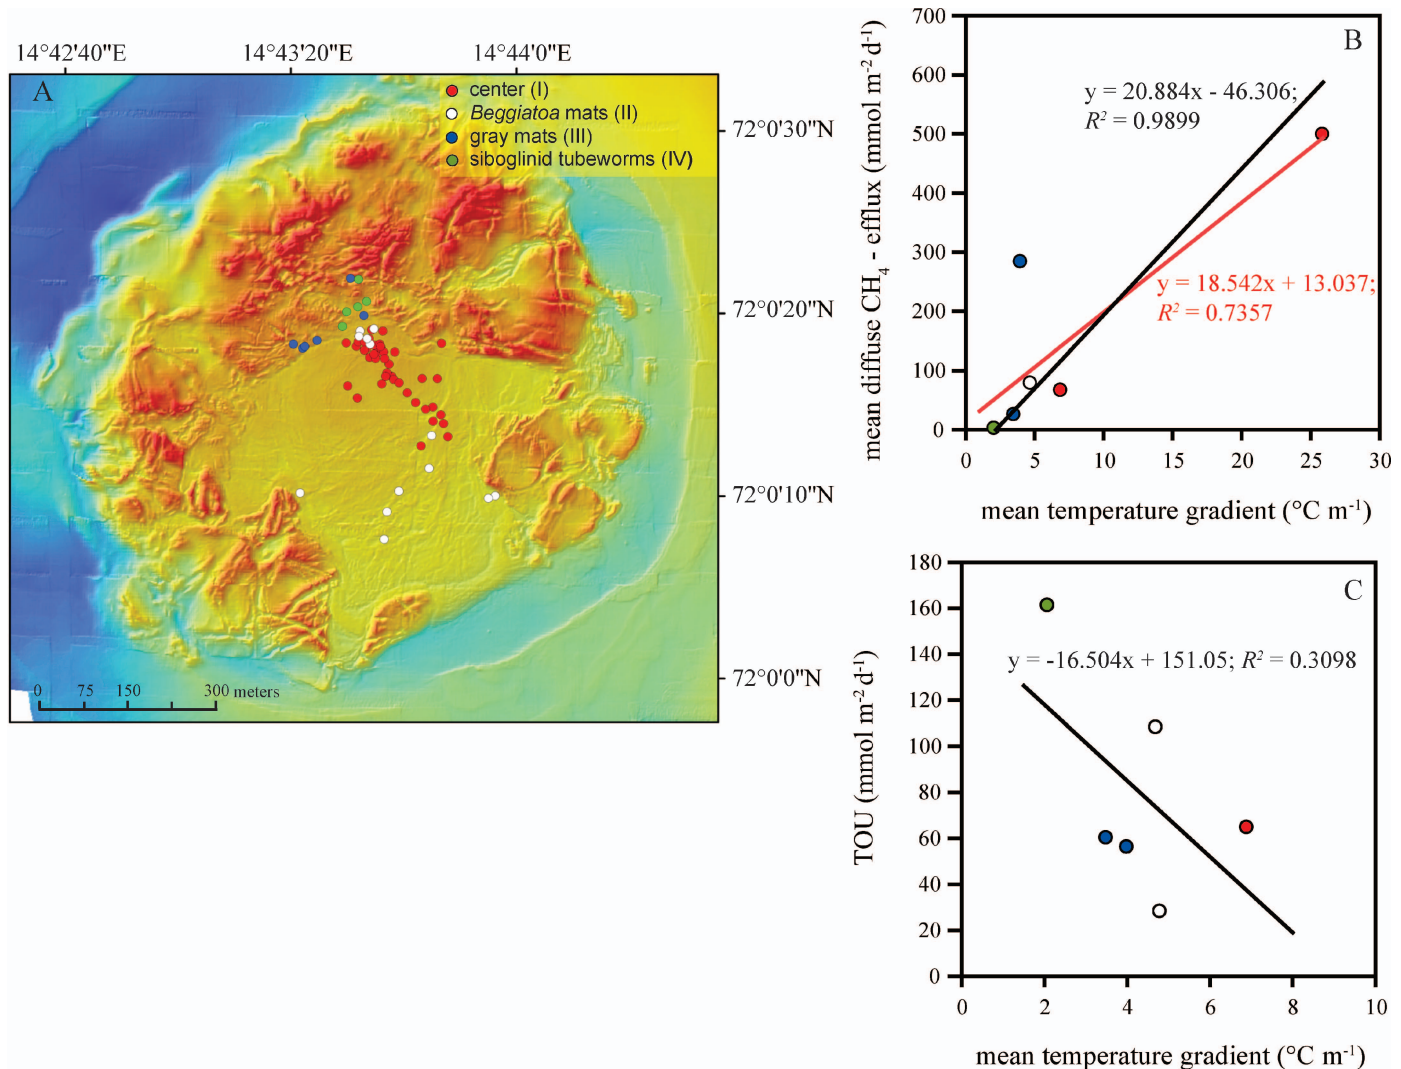 14°42'40"E 14°43'20"E 14°44'0"E
A
center (I)
Beggiatoa mats (II)
gray mats (III)
siboglinid tubeworms (IV)
72°0'30"N
72°0'20"N
72°0'10"N
72°0'0"N
0 75 150 300 meters
B
700
600
500
400
300
200
100
0
mean diffuse CH4 - efflux (mmol m-2 d-1)
y = 20.884x - 46.306;
R2 = 0.9899
y = 18.542x + 13.037;
R2 = 0.7357
0 5 10 15 20 25 30
mean temperature gradient (°C m-1)
C
180
160
140
120
100
80
60
40
20
0
TOU (mmol m-2 d-1)
y = -16.504x + 151.05; R2 = 0.3098
0 2 4 6 8 10
mean temperature gradient (°C m-1)